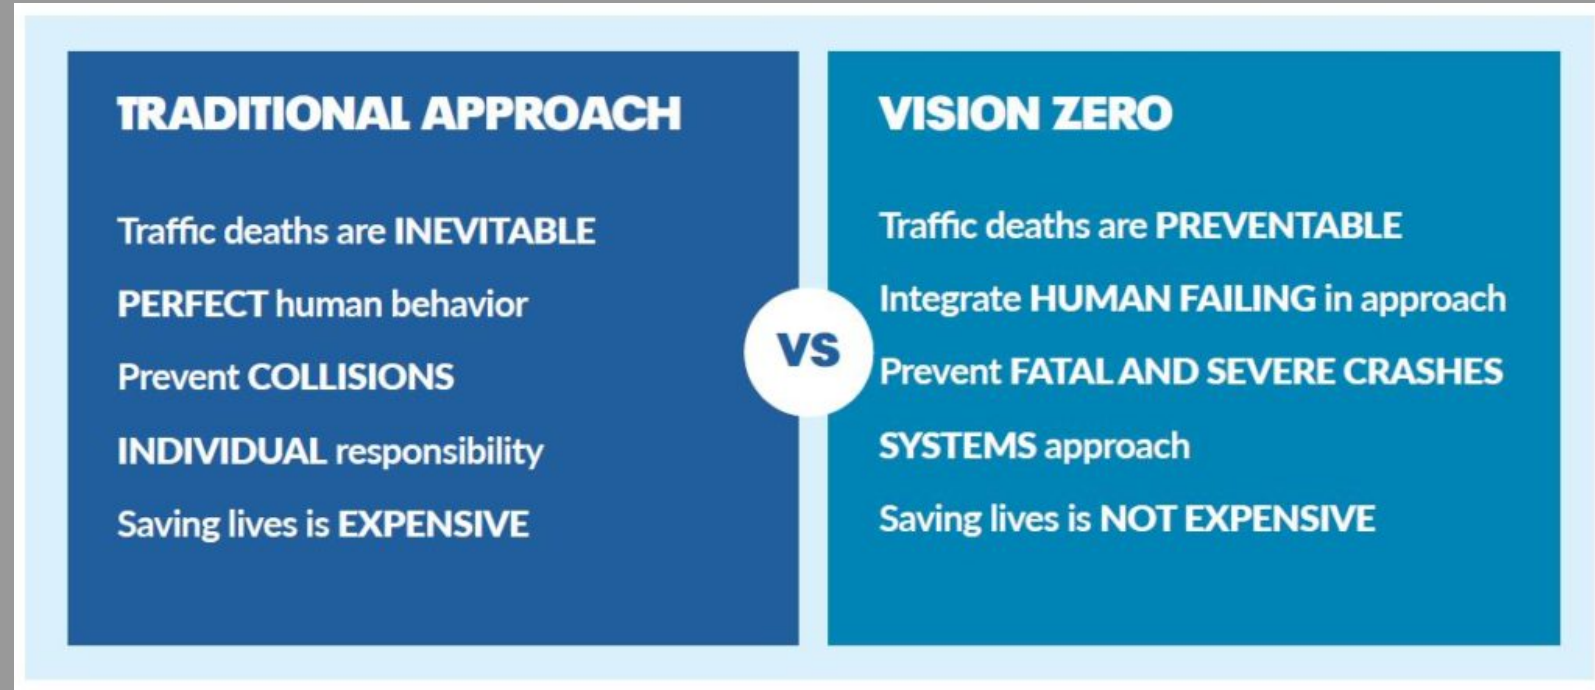 TRADITIONAL APPROACH
Traffic deaths are INEVITABLE
PERFECT human behavior
Prevent COLLISIONS
INDIVIDUAL responsibility
Saving lives is EXPENSIVE
VS
VISION ZERO
Traffic deaths are PREVENTABLE
Integrate HUMAN FAILING in approach
Prevent FATAL AND SEVERE CRASHES
SYSTEMS approach
Saving lives is NOT EXPENSIVE